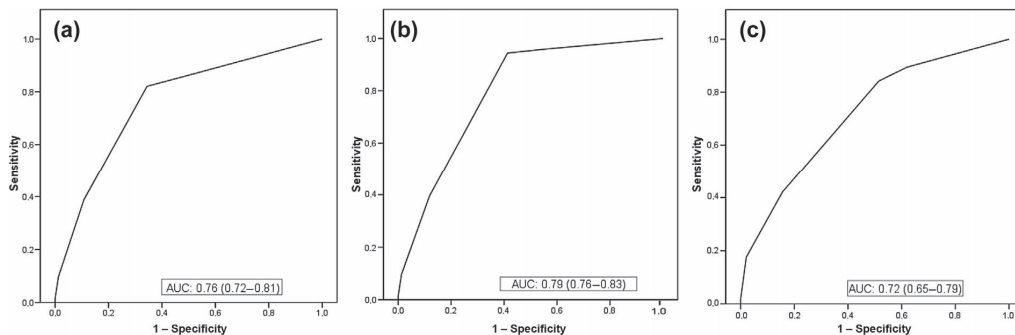 (a)
1.0
0.8
0.6
0.4
0.2
0.0
Sensitivity
AUC: 0.76 (0.72–0.81)
0.0 0.2 0.4 0.6 0.8 1.0
1 – Specificity
(b)
1.0
0.8
0.6
0.4
0.2
0.0
Sensitivity
AUC: 0.79 (0.76–0.83)
0.0 0.2 0.4 0.6 0.8 1.0
1 – Specificity
(c)
1.0
0.8
0.6
0.4
0.2
0.0
Sensitivity
AUC: 0.72 (0.65–0.79)
0.0 0.2 0.4 0.6 0.8 1.0
1 – Specificity